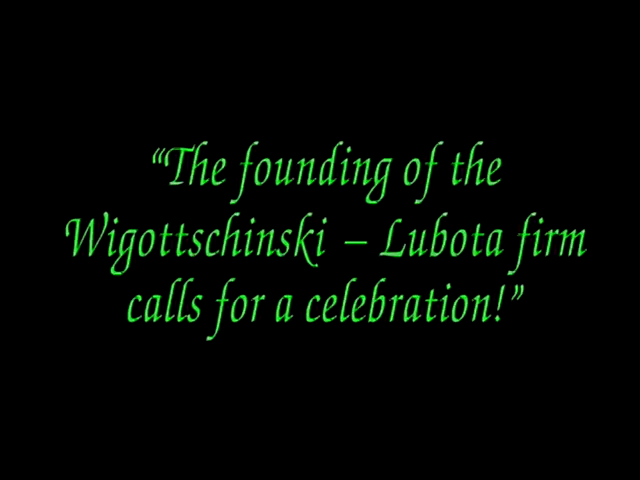 “The founding of the
Wigottschinski – Lubota firm
calls for a celebration!”